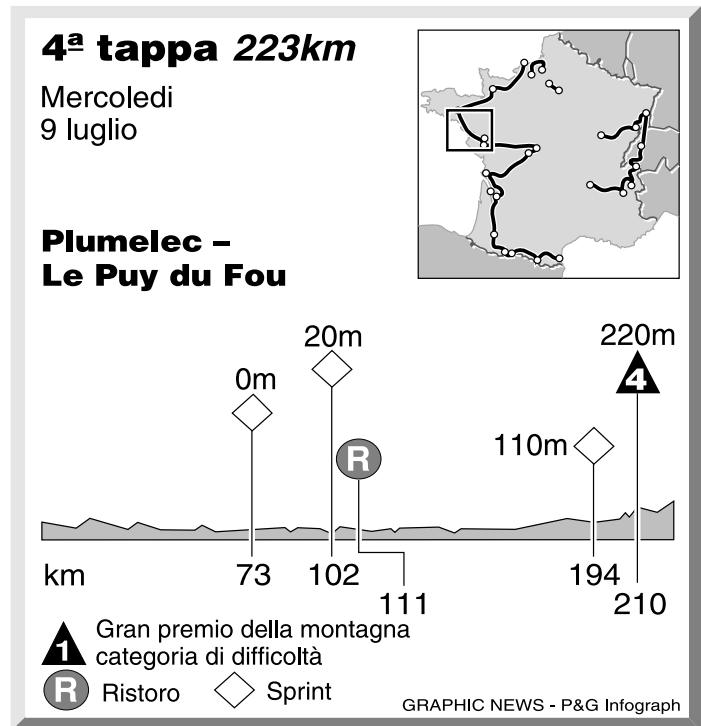 4ª tappa 223km
Mercoledi
9 luglio
Plumelec –
Le Puy du Fou
20m
220m
0m
4
110m
R
km
73
102
194
111
210
1
Gran premio della montagna
categoria di difficoltà
R Ristoro
Sprint
GRAPHIC NEWS - P&G Infograph